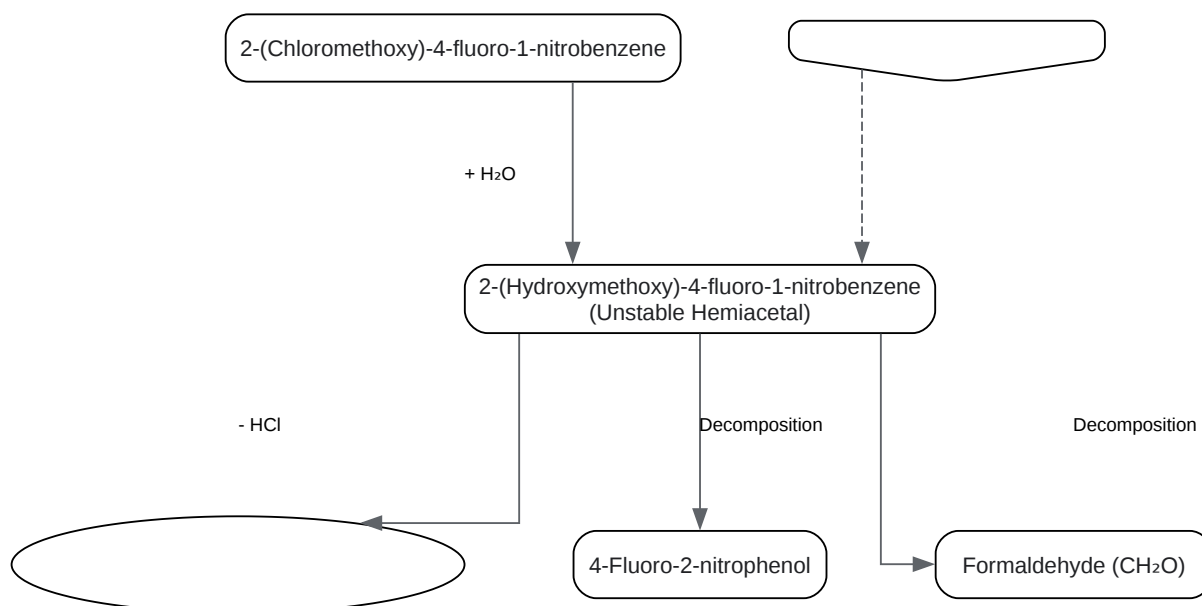 2-(Chloromethoxy)-4-fluoro-1-nitrobenzene
+ H₂O
2-(Hydroxymethoxy)-4-fluoro-1-nitrobenzene
(Unstable Hemiacetal)
- HCl
Decomposition
Decomposition
4-Fluoro-2-nitrophenol
Formaldehyde (CH₂O)